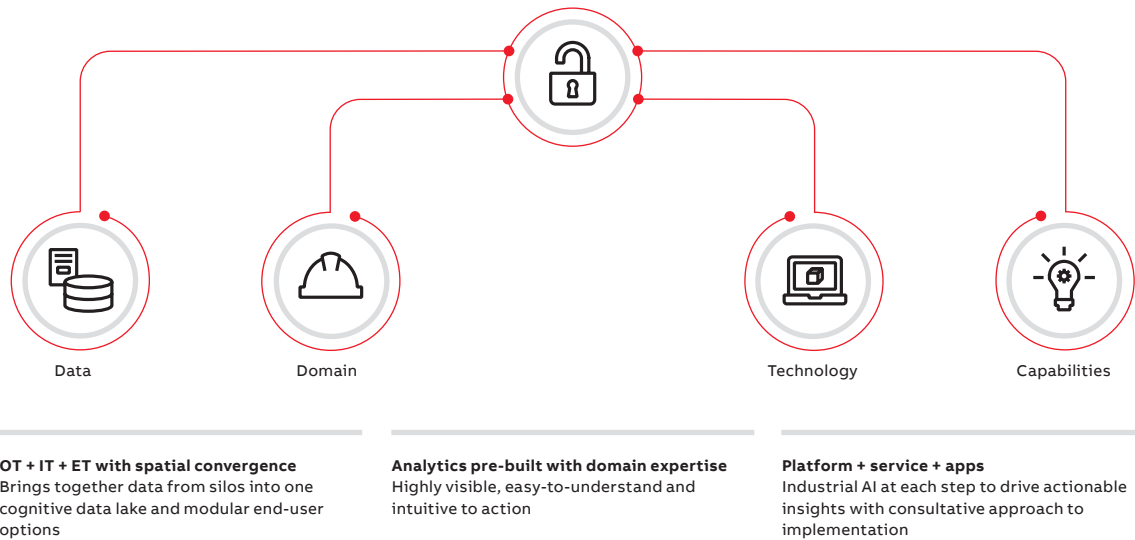 Data
Domain
Technology
Capabilities
OT + IT + ET with spatial convergence
Brings together data from silos into one
cognitive data lake and modular end-user
options
Analytics pre-built with domain expertise
Highly visible, easy-to-understand and
intuitive to action
Platform + service + apps
Industrial AI at each step to drive actionable
insights with consultative approach to
implementation